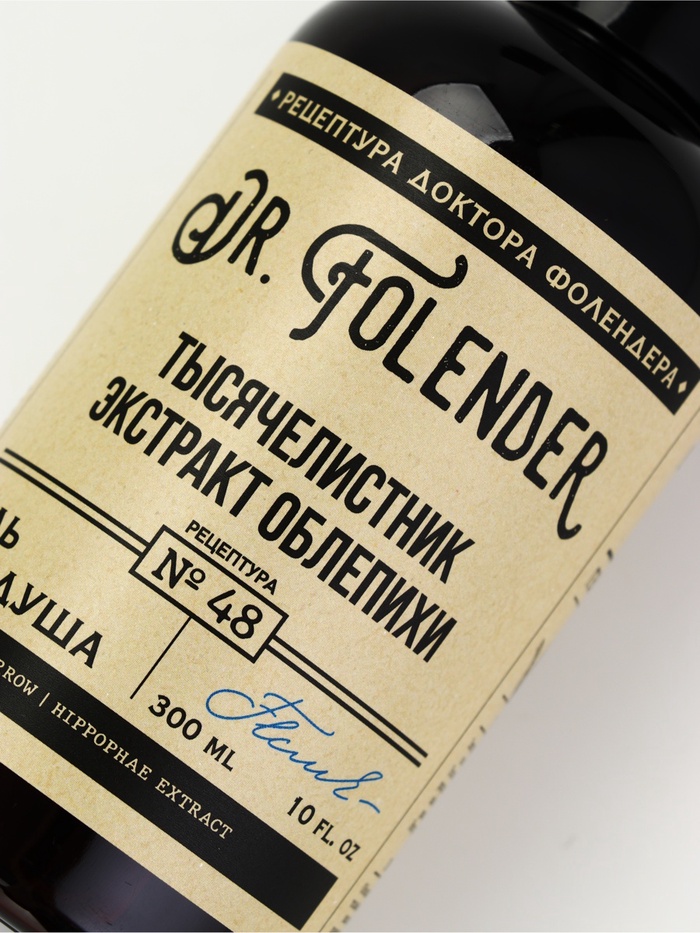 РЕЦЕПТУРА ДОКТОРА ФОЛЕНДЕРА
DR. FOLENDER
ТЫСЯЧЕЛИСТНИК
ЭКСТРАКТ ОБЛЕПИХИ
РЕЦЕПТУРА
№ 48
ДУША
300 ML
10 FL. OZ
| HIPPOPHAE EXTRACT